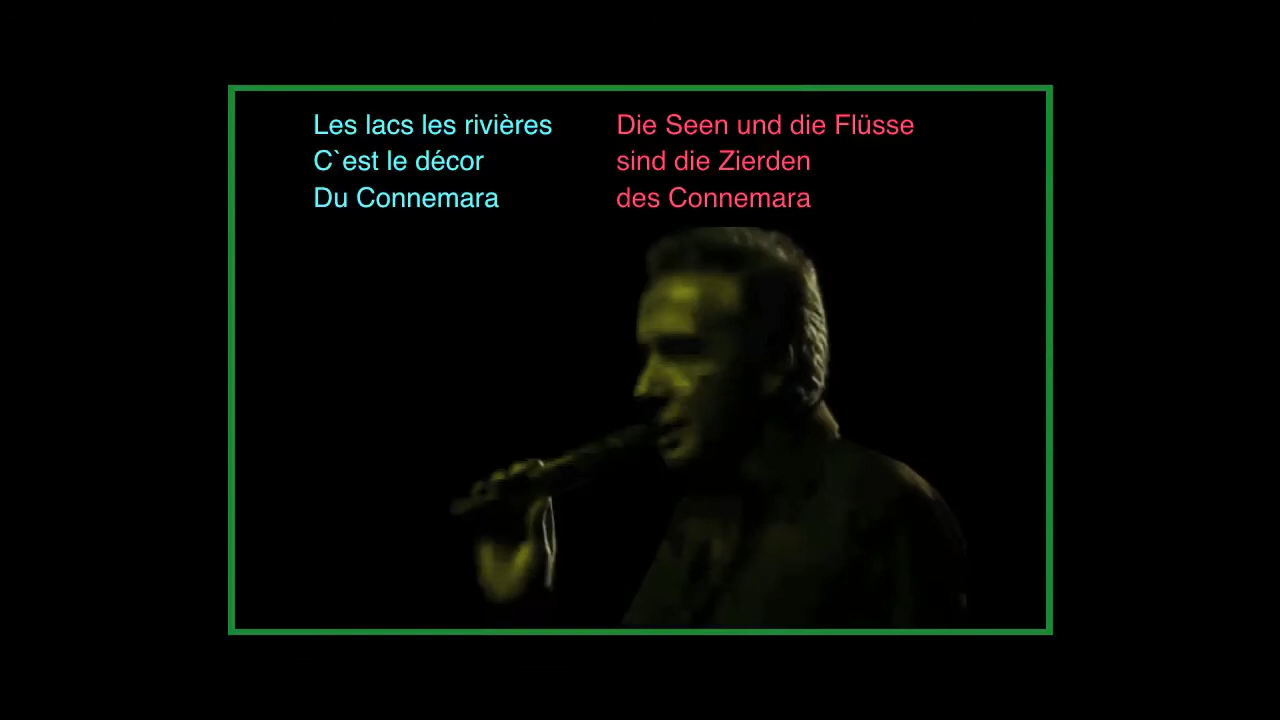 Les lacs les rivières
C`est le décor
Du Connemara
Die Seen und die Flüsse
sind die Zierden
des Connemara